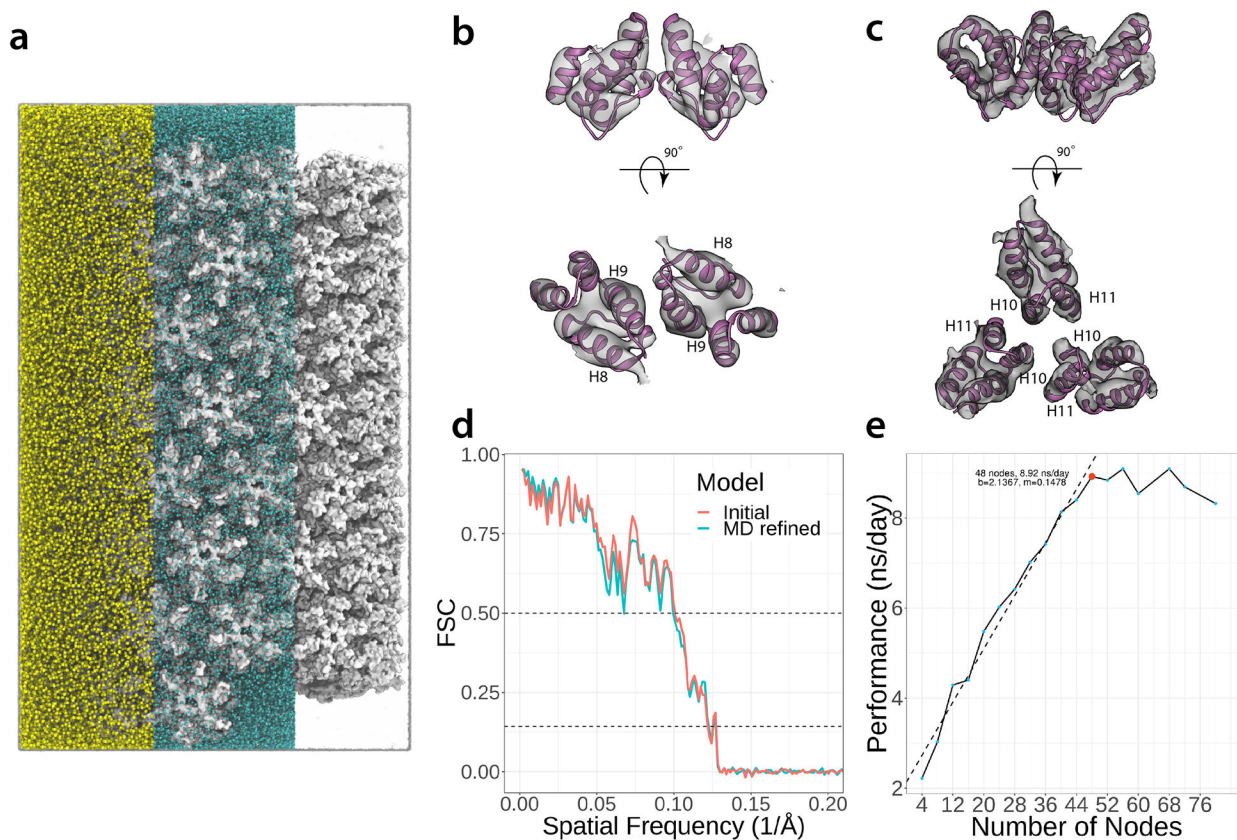 a
b
c
90°
90°
H8
H9
H9
H8
H10
H11
H11
H10
H10
H11
d
e
1.00
0.75
0.50
0.25
0.00
FSC
Model
Initial
MD refined
0.00
0.05
0.10
0.15
0.20
Spatial Frequency (1/Å)
48 nodes, 8.92 ns/day
b=2.1367, m=0.1478
8
6
4
2
Performance (ns/day)
4
12
20
28
36
44
52
60
68
76
Number of Nodes